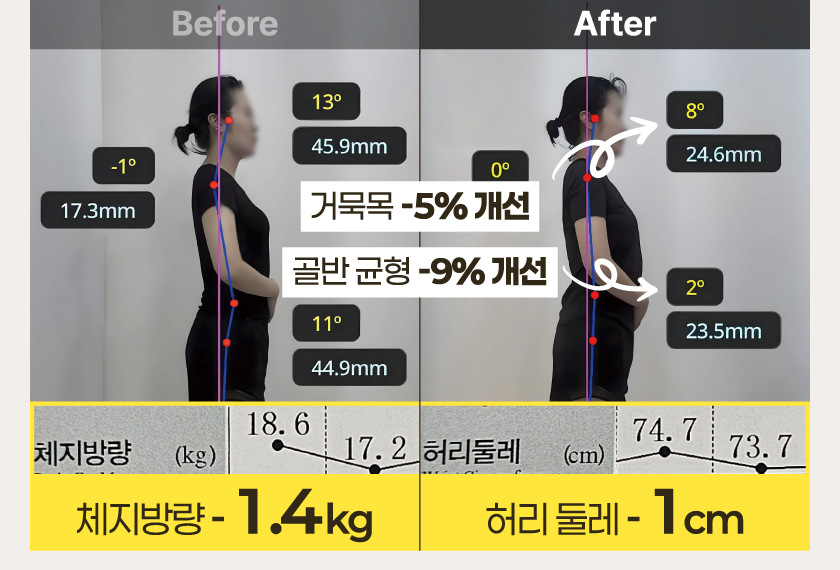 Before
After
13º
45.9mm
-1º
17.3mm
11º
44.9mm
8º
24.6mm
0º
2º
23.5mm
거묵목 -5% 개선
골반 균형 -9% 개선
체지방량 (kg)
18.6
17.2
허리둘레 (cm)
74.7
73.7
체지방량 - 1.4kg
허리 둘레 - 1cm